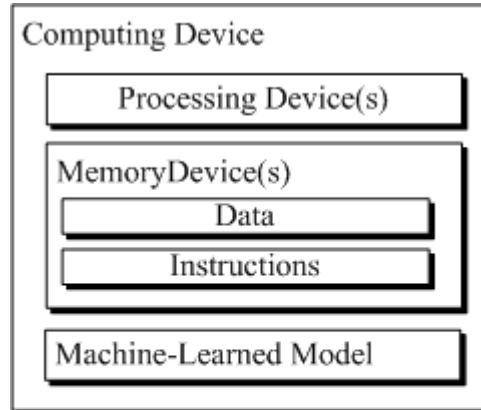 Computing Device
Processing Device(s)
MemoryDevice(s)
Data
Instructions
Machine-Learned Model